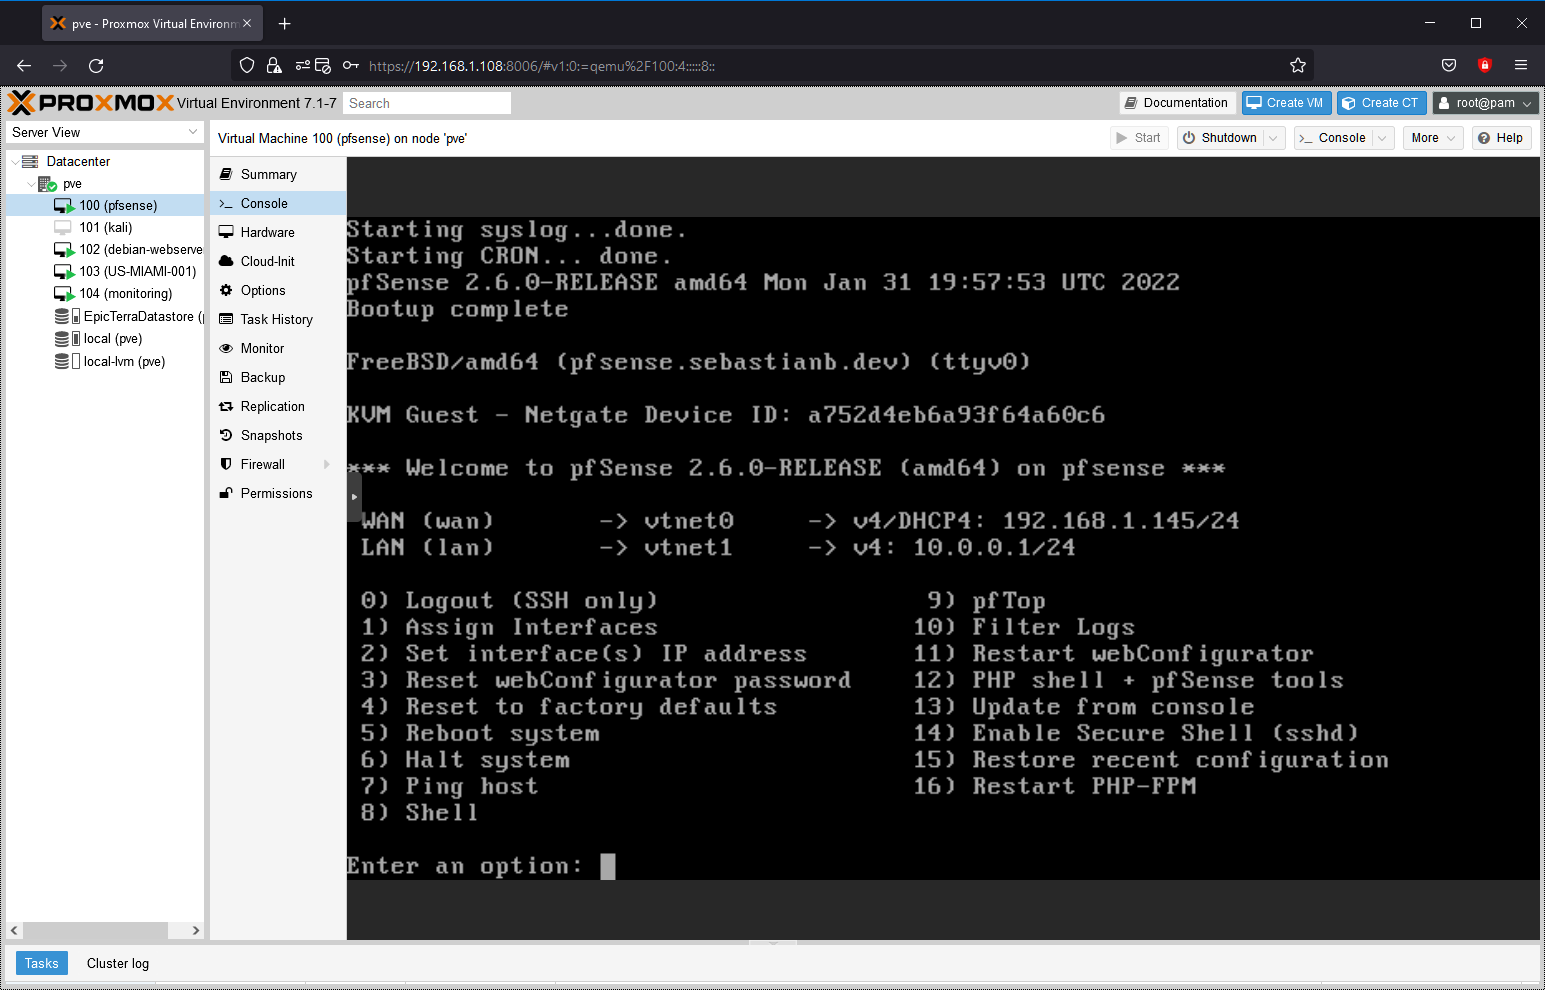 pve - Proxmox Virtual Environm
https://192.168.1.108:8006/#v1:0:=qemu%2F100:4:::::8::
PROXMOX Virtual Environment 7.1-7 Search Documentation Create VM Create CT root@pam
Server View
Virtual Machine 100 (pfsense) on node 'pve' Start Shutdown Console More Help
Datacenter
pve
100 (pfsense)
101 (kali)
102 (debian-webserve
103 (US-MIAMI-001)
104 (monitoring)
EpicTerraDatastore (
local (pve)
local-lvm (pve)
Summary
Console
Hardware
Cloud-Init
Options
Task History
Monitor
Backup
Replication
Snapshots
Firewall
Permissions
Starting syslog...done.
Starting CRON... done.
pfSense 2.6.0-RELEASE amd64 Mon Jan 31 19:57:53 UTC 2022
Bootup complete
FreeBSD/amd64 (pfsense.sebastianb.dev) (ttyv0)
KVM Guest - Netgate Device ID: a752d4eb6a93f64a60c6
*** Welcome to pfSense 2.6.0-RELEASE (amd64) on pfsense ***
WAN (wan) -> vtnet0 -> v4/DHCP4: 192.168.1.145/24
LAN (lan) -> vtnet1 -> v4: 10.0.0.1/24
0) Logout (SSH only) 9) pfTop
1) Assign Interfaces 10) Filter Logs
2) Set interface(s) IP address 11) Restart webConfigurator
3) Reset webConfigurator password 12) PHP shell + pfSense tools
4) Reset to factory defaults 13) Update from console
5) Reboot system 14) Enable Secure Shell (sshd)
6) Halt system 15) Restore recent configuration
7) Ping host 16) Restart PHP-FPM
8) Shell
Enter an option:
Tasks Cluster log